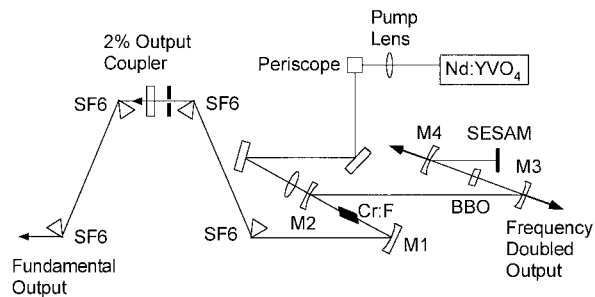 Pump
Lens
2% Output
Coupler
Periscope
Nd:YVO4
SF6
SF6
M4
SESAM
M3
Cr:F
M2
BBO
M1
SF6
SF6
Fundamental
Output
Frequency
Doubled
Output